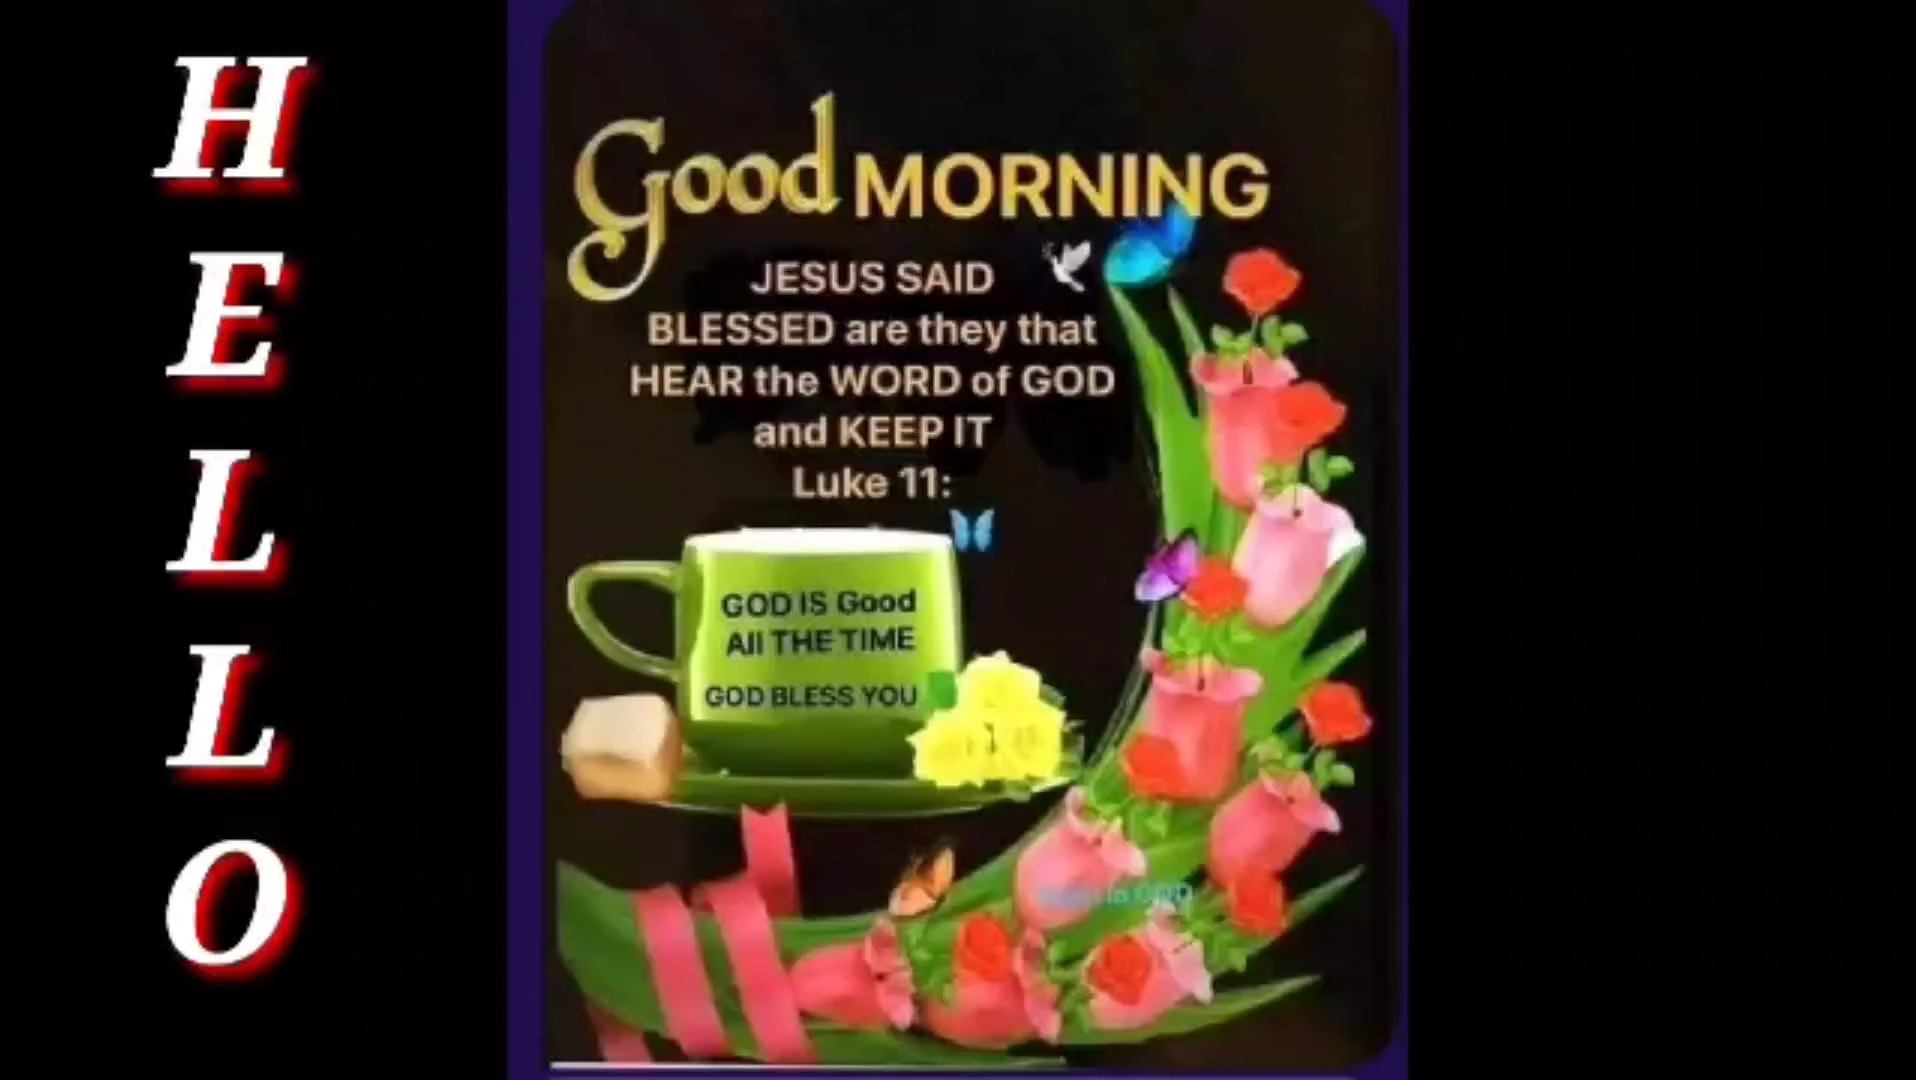 HELLO
Good MORNING
JESUS SAID
BLESSED are they that
HEAR the WORD of GOD
and KEEP IT
Luke 11:
GOD IS Good
All THE TIME
GOD BLESS YOU